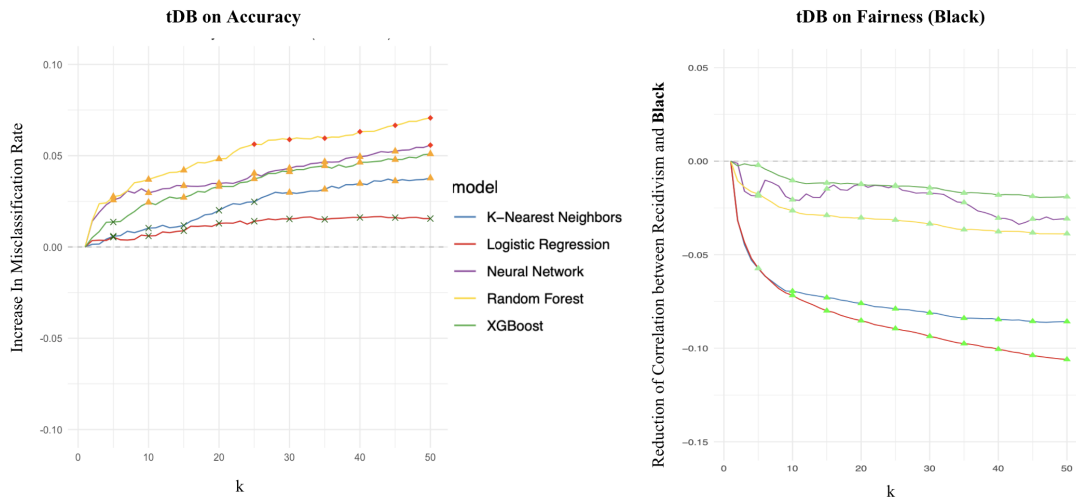 tDB on Accuracy
Increase In Misclassification Rate
0.10
0.05
0.00
-0.05
-0.10
0
10
20
30
40
50
k
model
K-Nearest Neighbors
Logistic Regression
Neural Network
Random Forest
XGBoost
tDB on Fairness (Black)
Reduction of Correlation between Recidivism and Black
0.05
0.00
-0.05
-0.10
-0.15
0
10
20
30
40
50
k